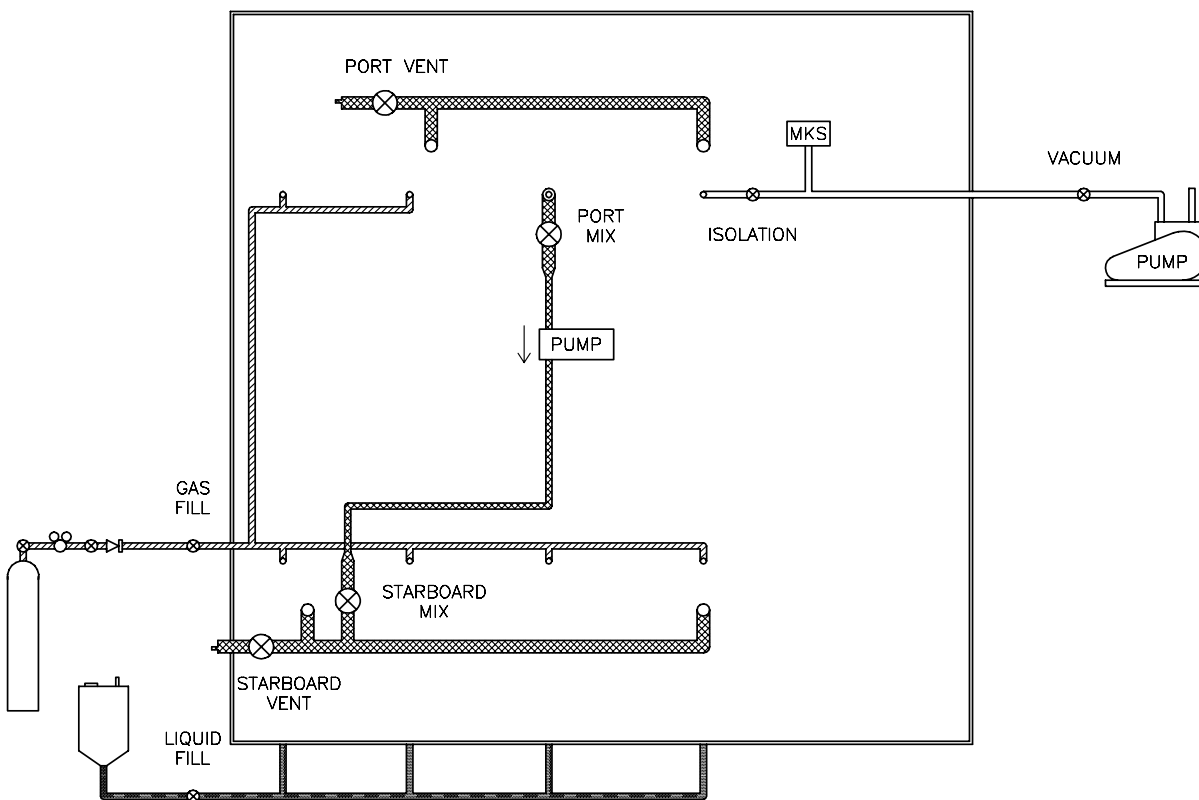 PORT VENT
MKS
VACUUM
PORT
MIX
ISOLATION
PUMP
PUMP
GAS
FILL
STARBOARD
MIX
STARBOARD
VENT
LIQUID
FILL